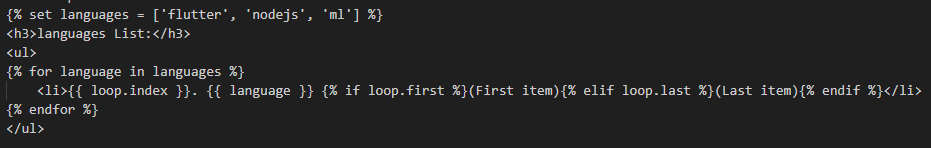 {% set languages = ['flutter', 'nodejs', 'ml'] %}
<h3>languages List:</h3>
<ul>
{% for language in languages %}
    <li>{{ loop.index }}. {{ language }} {% if loop.first %}(First item){% elif loop.last %}(Last item){% endif %}</li>
{% endfor %}
</ul>